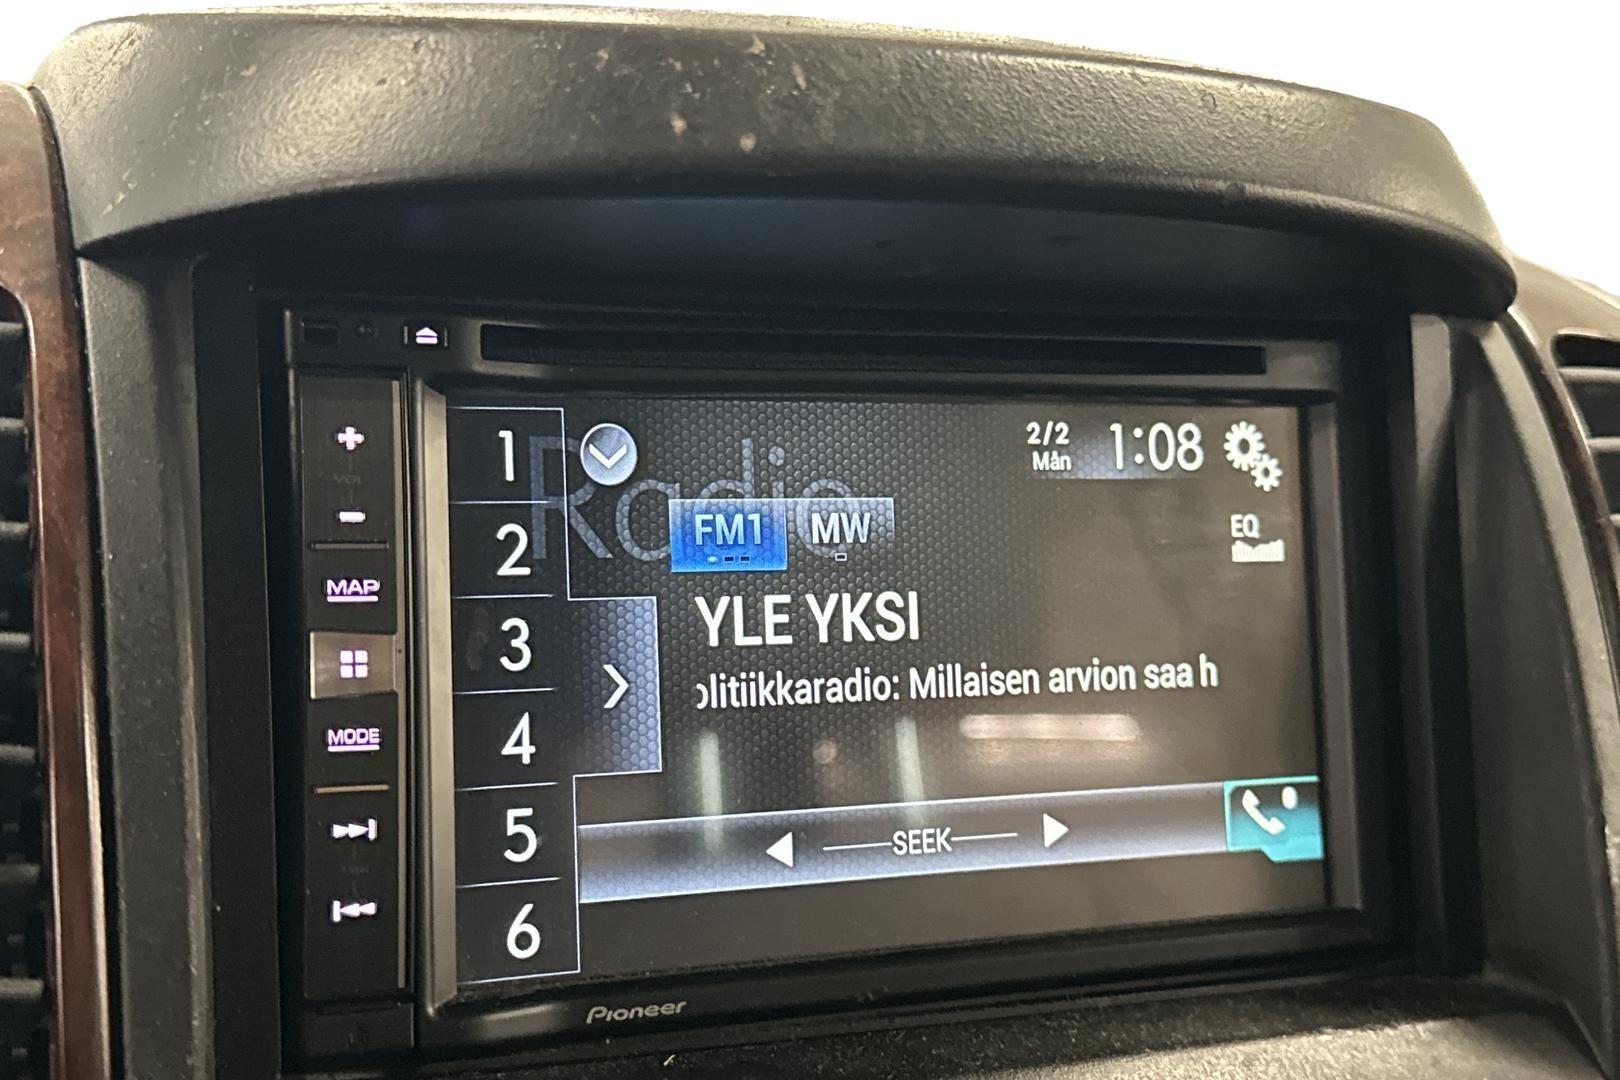 VOL
MAP
MODE
1
2
3
4
5
6
Radio
2/2
Mån
1:08
FM1
MW
EQ
YLE YKSI
olitiikkaradio: Millaisen arvion saa h
SEEK
Pioneer